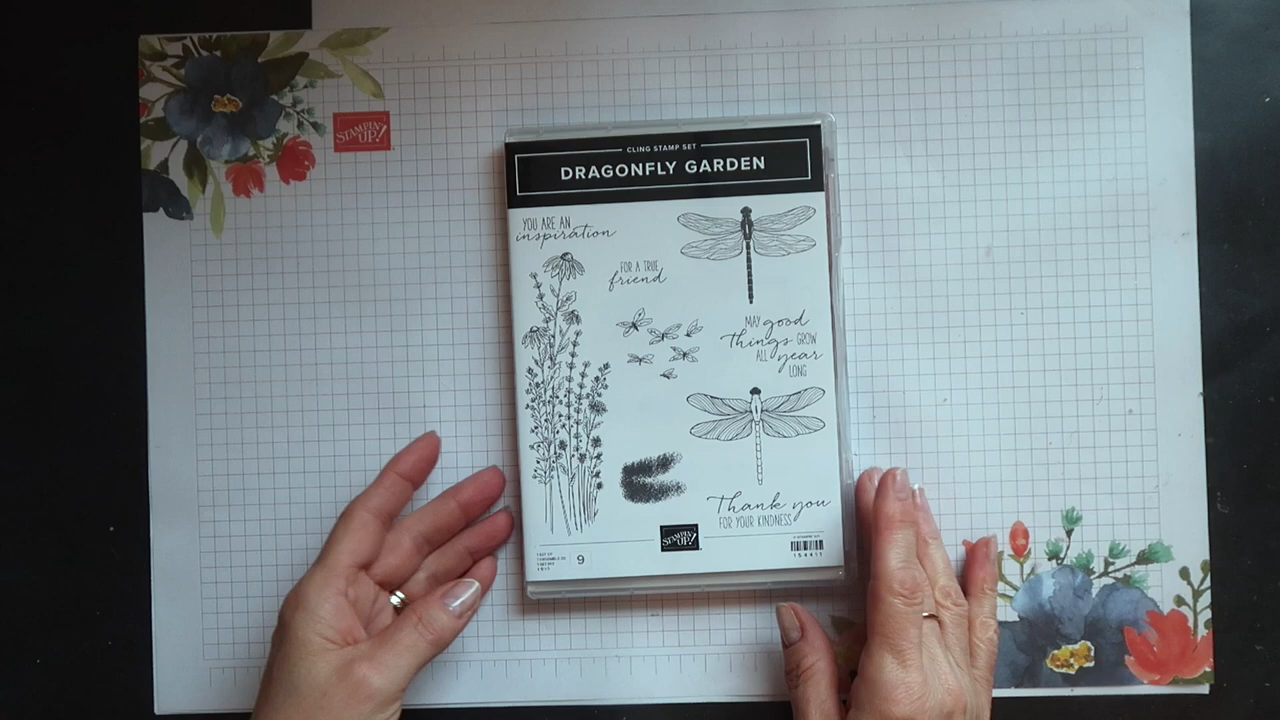 STAMPIN' UP!
CLING STAMP SET
DRAGONFLY GARDEN
YOU ARE AN
inspiration
FOR A TRUE
friend
MAY good
things GROW
ALL year
LONG
Thank you
FOR YOUR KINDNESS
STAMPIN' UP!
9